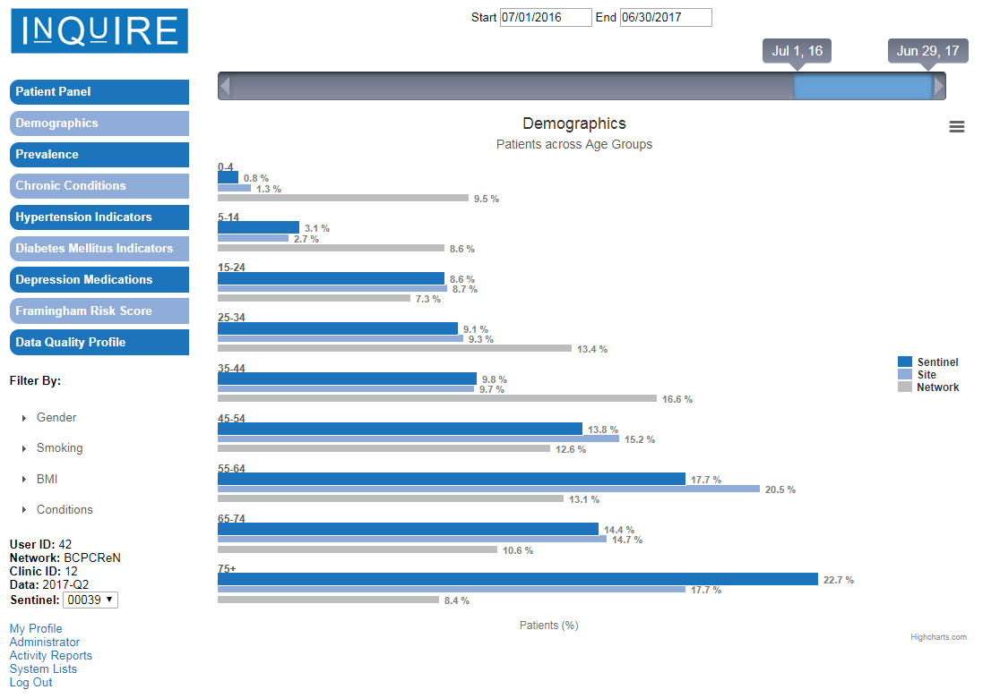 INQUIRE
Start 07/01/2016 End 06/30/2017
Jul 1, 16
Jun 29, 17
Patient Panel
Demographics
Prevalence
Chronic Conditions
Hypertension Indicators
Diabetes Mellitus Indicators
Depression Medications
Framingham Risk Score
Data Quality Profile
Filter By:
Gender
Smoking
BMI
Conditions
User ID: 42
Network: BCPCReN
Clinic ID: 12
Data: 2017-Q2
Sentinel: 00039
My Profile
Administrator
Activity Reports
System Lists
Log Out
Demographics
Patients across Age Groups
0-4
0.8 %
1.3 %
9.5 %
5-14
3.1 %
2.7 %
8.6 %
15-24
8.6 %
8.7 %
7.3 %
25-34
9.1 %
9.3 %
13.4 %
35-44
9.8 %
9.7 %
16.6 %
45-54
13.8 %
15.2 %
12.6 %
55-64
17.7 %
20.5 %
13.1 %
65-74
14.4 %
14.7 %
10.6 %
75+
22.7 %
17.7 %
8.4 %
Sentinel
Site
Network
Patients (%)
Highcharts.com